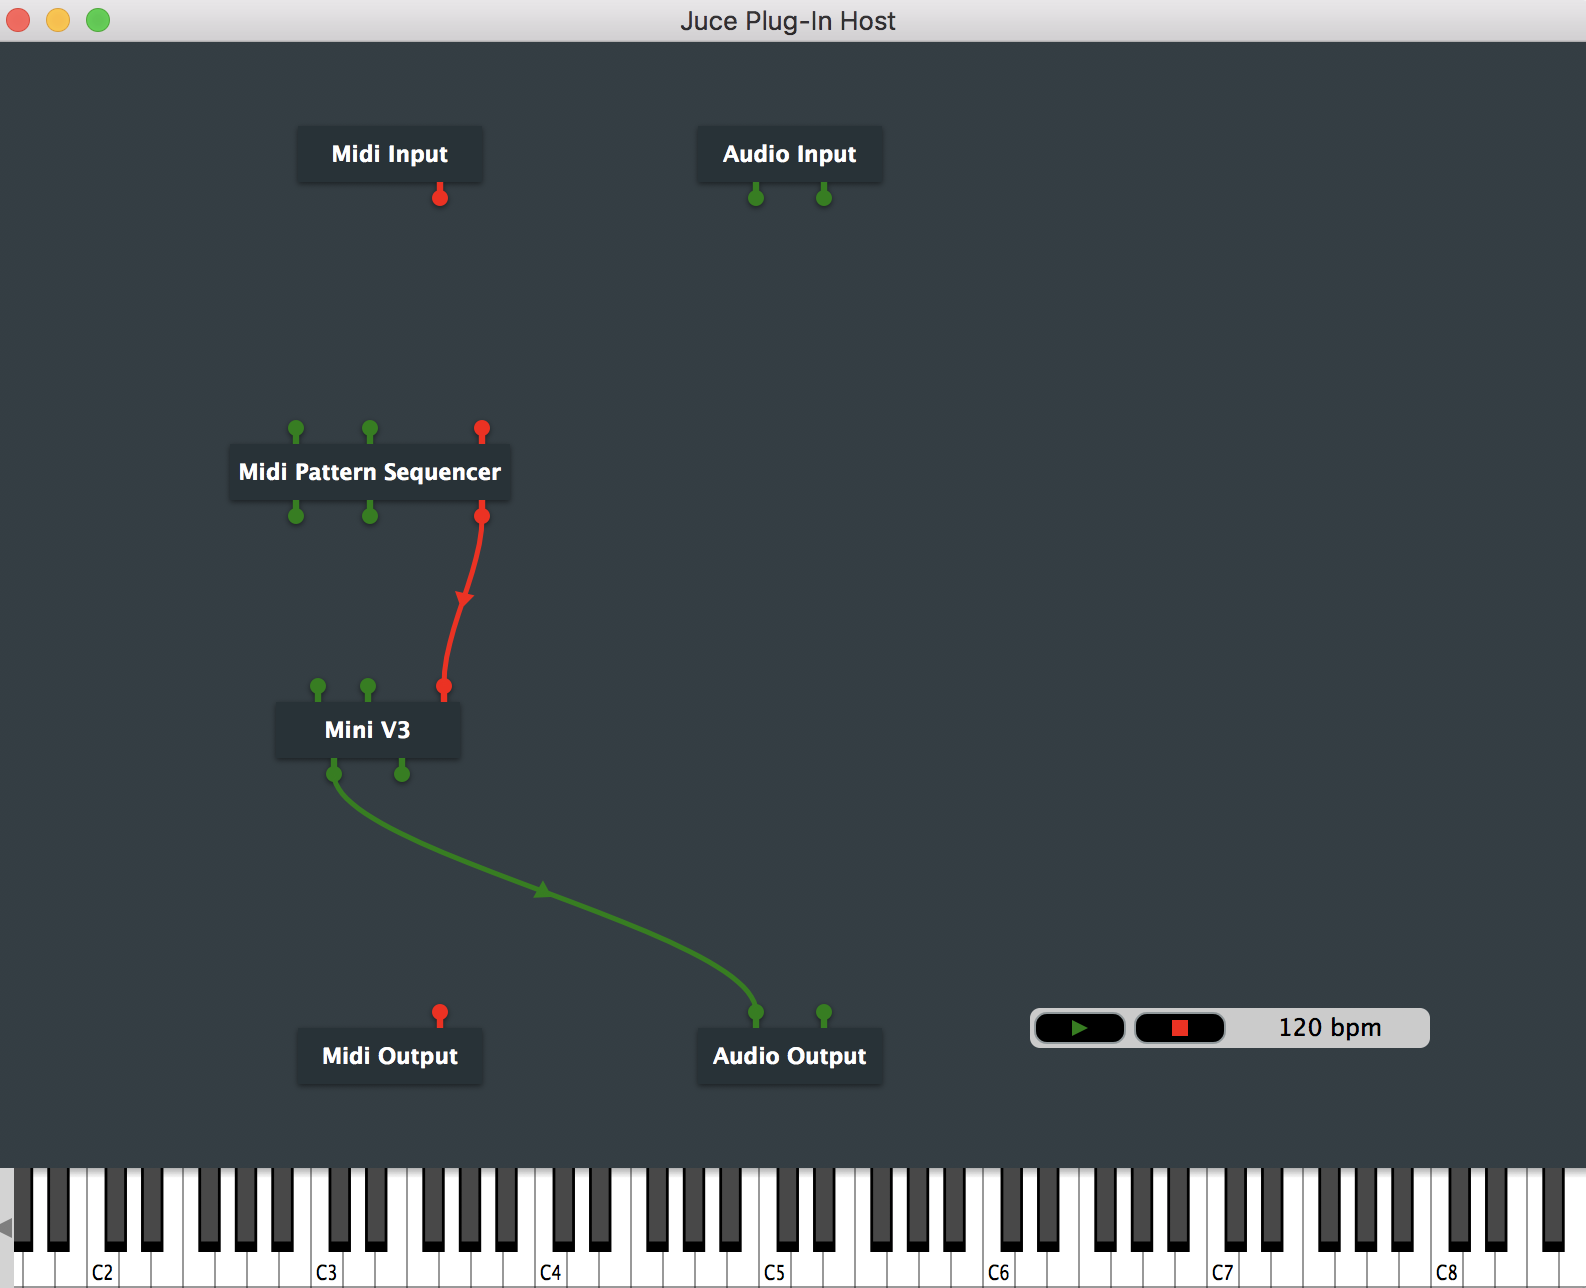 Juce Plug-In Host
Midi Input
Audio Input
Midi Pattern Sequencer
Mini V3
Midi Output
Audio Output
120 bpm
C2
C3
C4
C5
C6
C7
C8